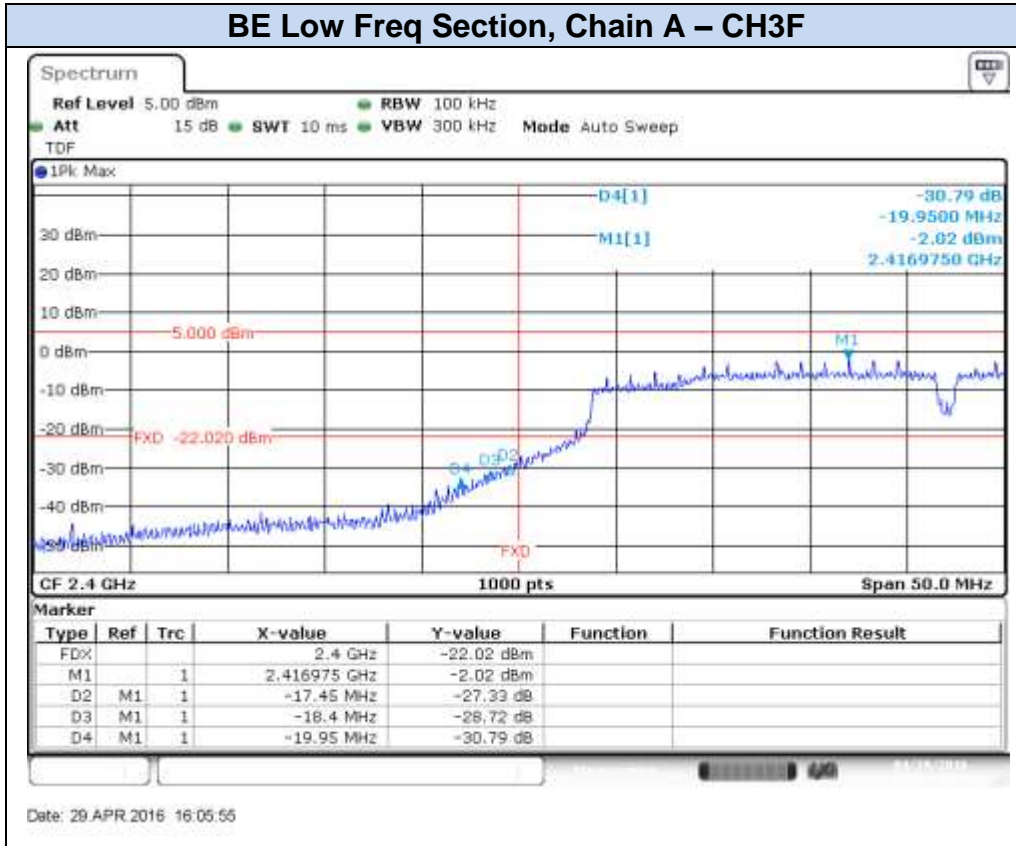 BE Low Freq Section, Chain A – CH3F
Spectrum
Ref Level 5.00 dBm RBW 100 kHz
Att 15 dB SWT 10 ms VBW 300 kHz Mode Auto Sweep
TDF
1Pk Max
D4[1] -30.79 dB
-19.9500 MHz
30 dBm M1[1] -2.02 dBm
2.4169750 GHz
20 dBm
10 dBm
5.000 dBm
0 dBm M1
-10 dBm
-20 dBm
FXD -22.020 dBm
D4 D3 D2
-30 dBm
-40 dBm
-50 dBm
FXD
CF 2.4 GHz 1000 pts Span 50.0 MHz
Marker
Type Ref Trc X-value Y-value Function Function Result
FDX 2.4 GHz -22.02 dBm
M1 1 2.416975 GHz -2.02 dBm
D2 M1 1 -17.45 MHz -27.33 dB
D3 M1 1 -18.4 MHz -28.72 dB
D4 M1 1 -19.95 MHz -30.79 dB
Date: 29.APR.2016 16:05:55